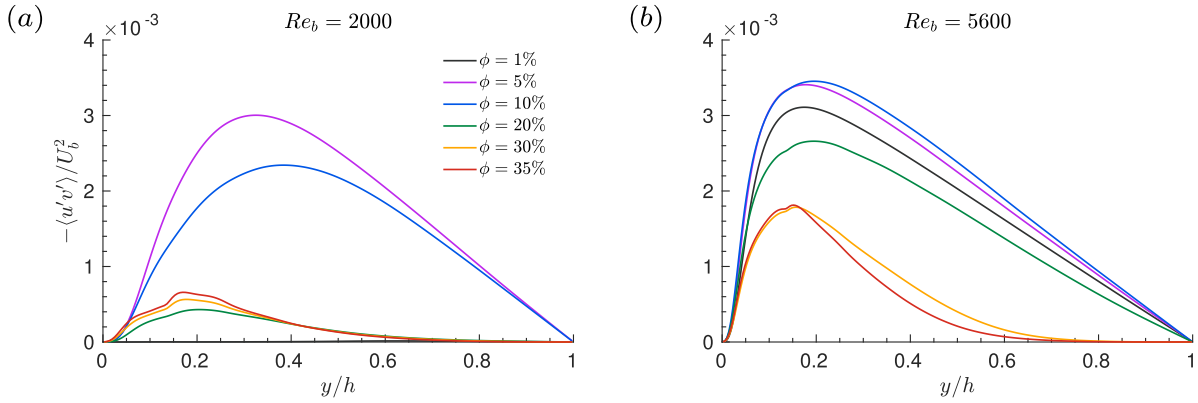 (a)
Re_b = 2000
×10^-3
4
3
2
1
0
−⟨u′v′⟩/U_b^2
ϕ = 1%
ϕ = 5%
ϕ = 10%
ϕ = 20%
ϕ = 30%
ϕ = 35%
0 0.2 0.4 0.6 0.8 1
y/h
(b)
Re_b = 5600
×10^-3
4
3
2
1
0
0 0.2 0.4 0.6 0.8 1
y/h